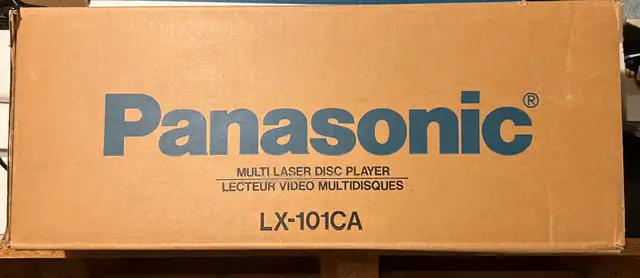 Panasonic®
MULTI LASER DISC PLAYER
LECTEUR VIDEO MULTIDISQUES
LX-101CA